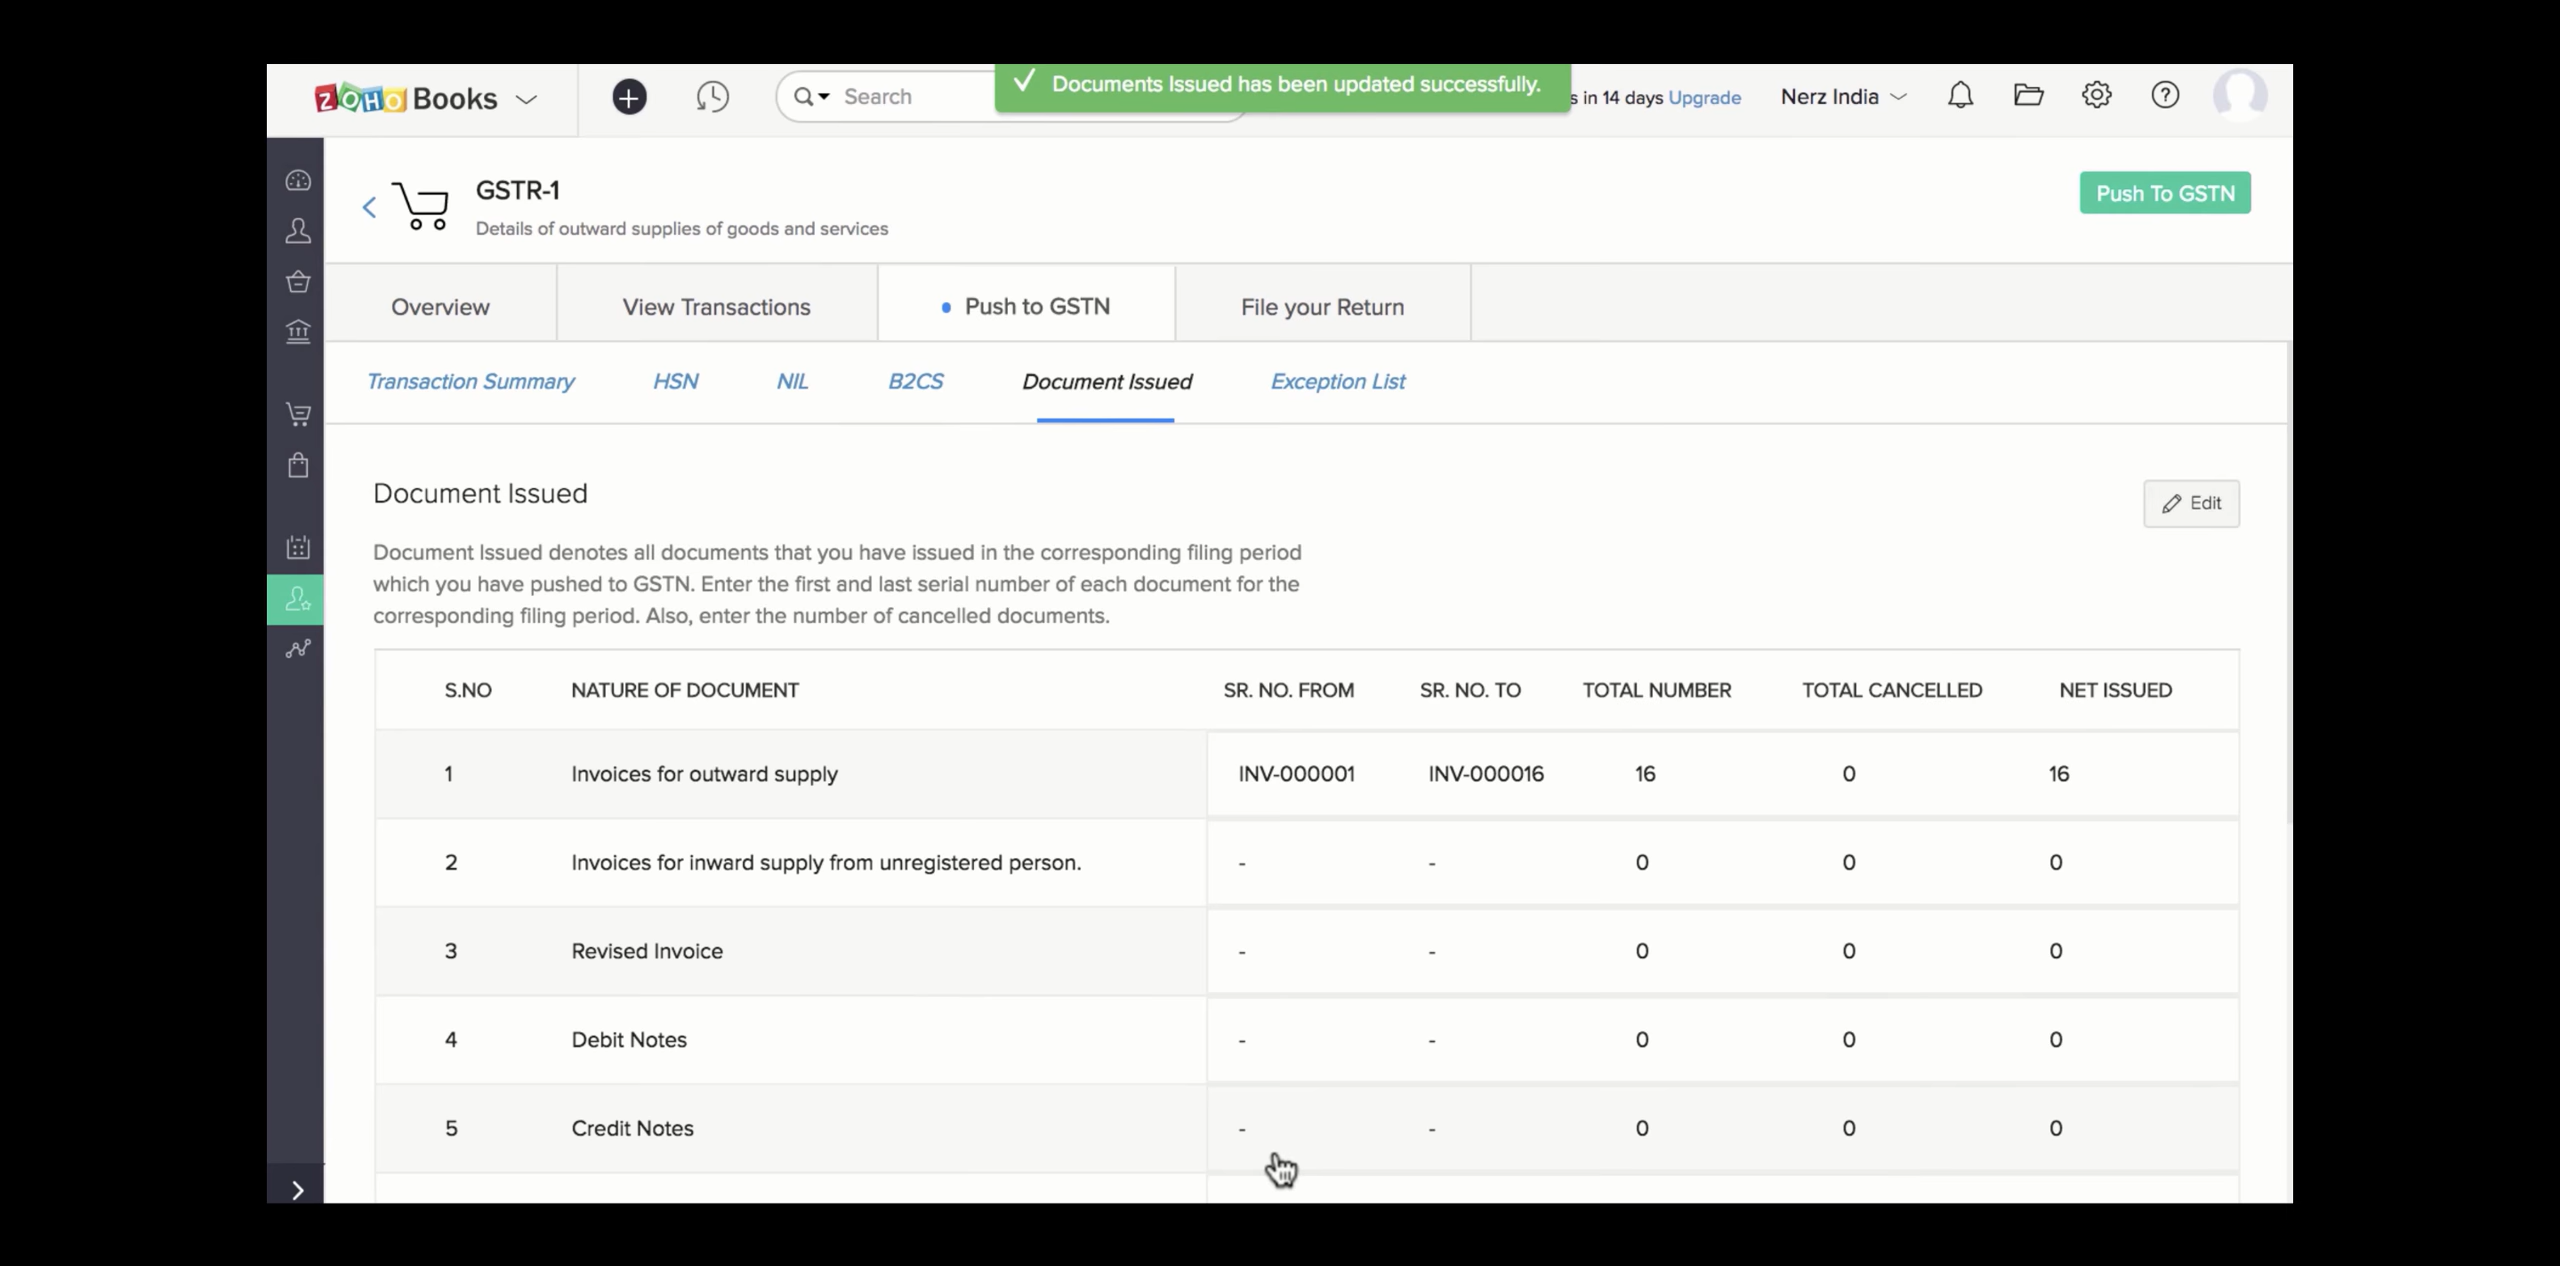 ZOHO Books
Search
Documents Issued has been updated successfully.
s in 14 days Upgrade
Nerz India
GSTR-1
Details of outward supplies of goods and services
Push To GSTN
Overview
View Transactions
Push to GSTN
File your Return
Transaction Summary
HSN
NIL
B2CS
Document Issued
Exception List
Document Issued
Edit
Document Issued denotes all documents that you have issued in the corresponding filing period
which you have pushed to GSTN. Enter the first and last serial number of each document for the
corresponding filing period. Also, enter the number of cancelled documents.
S.NO NATURE OF DOCUMENT SR. NO. FROM SR. NO. TO TOTAL NUMBER TOTAL CANCELLED NET ISSUED
1 Invoices for outward supply INV-000001 INV-000016 16 0 16
2 Invoices for inward supply from unregistered person. - - 0 0 0
3 Revised Invoice - - 0 0 0
4 Debit Notes - - 0 0 0
5 Credit Notes - - 0 0 0